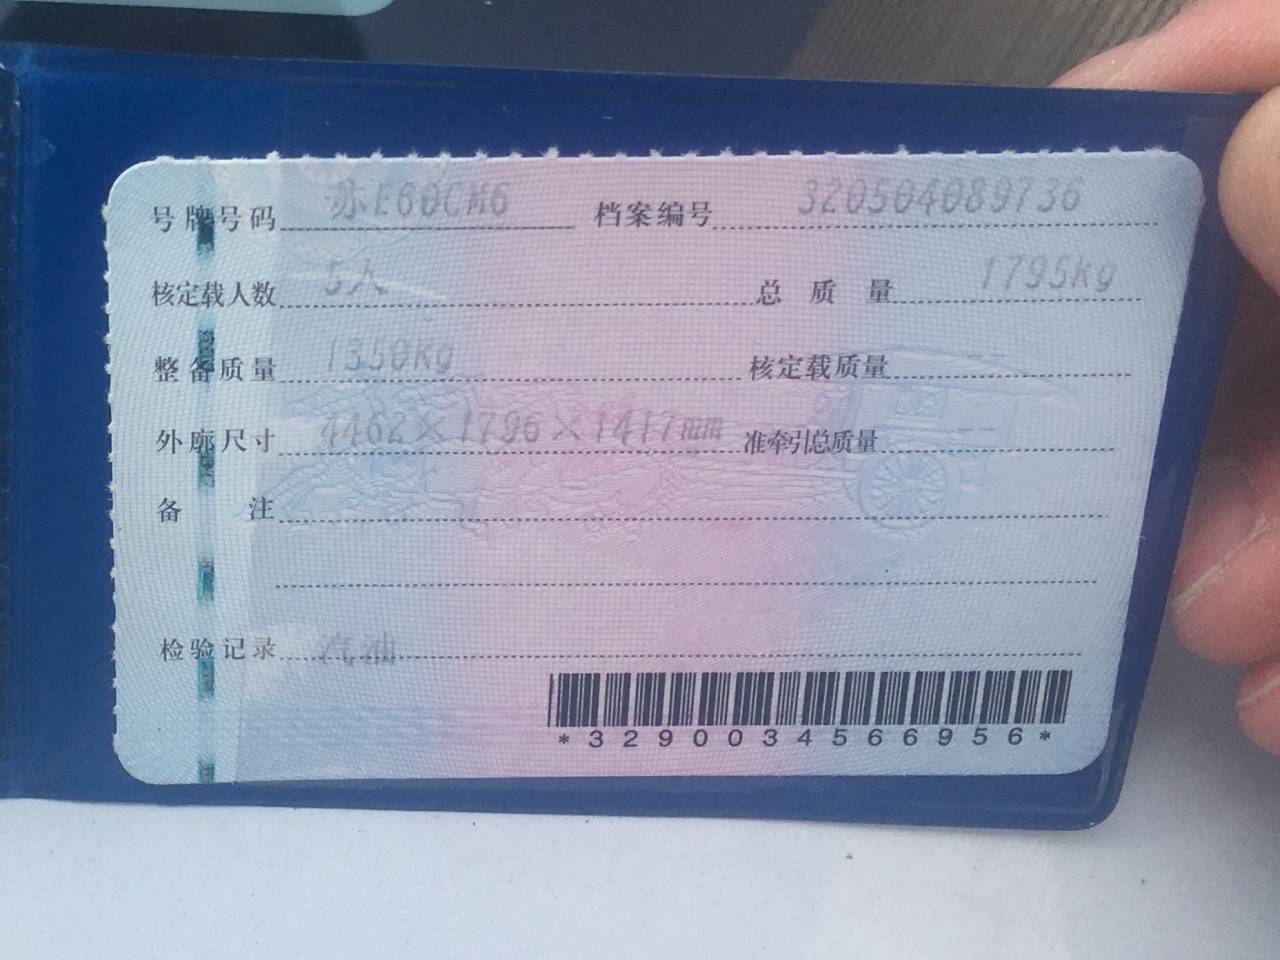 号牌号码 苏E60CM6 档案编号 320504089736
核定载人数 5人 总质量 1795kg
整备质量 1350kg 核定载质量
外廓尺寸 4462×1796×1417mm 准牵引总质量
备注
检验记录 汽油
*3290034566956*